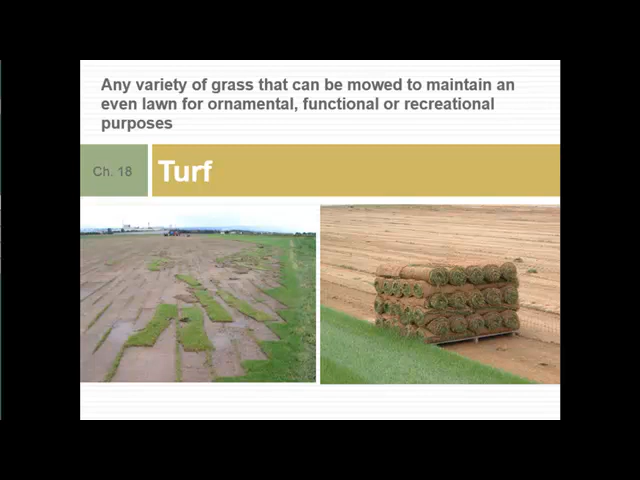 Any variety of grass that can be mowed to maintain an
even lawn for ornamental, functional or recreational
purposes
Ch. 18
Turf